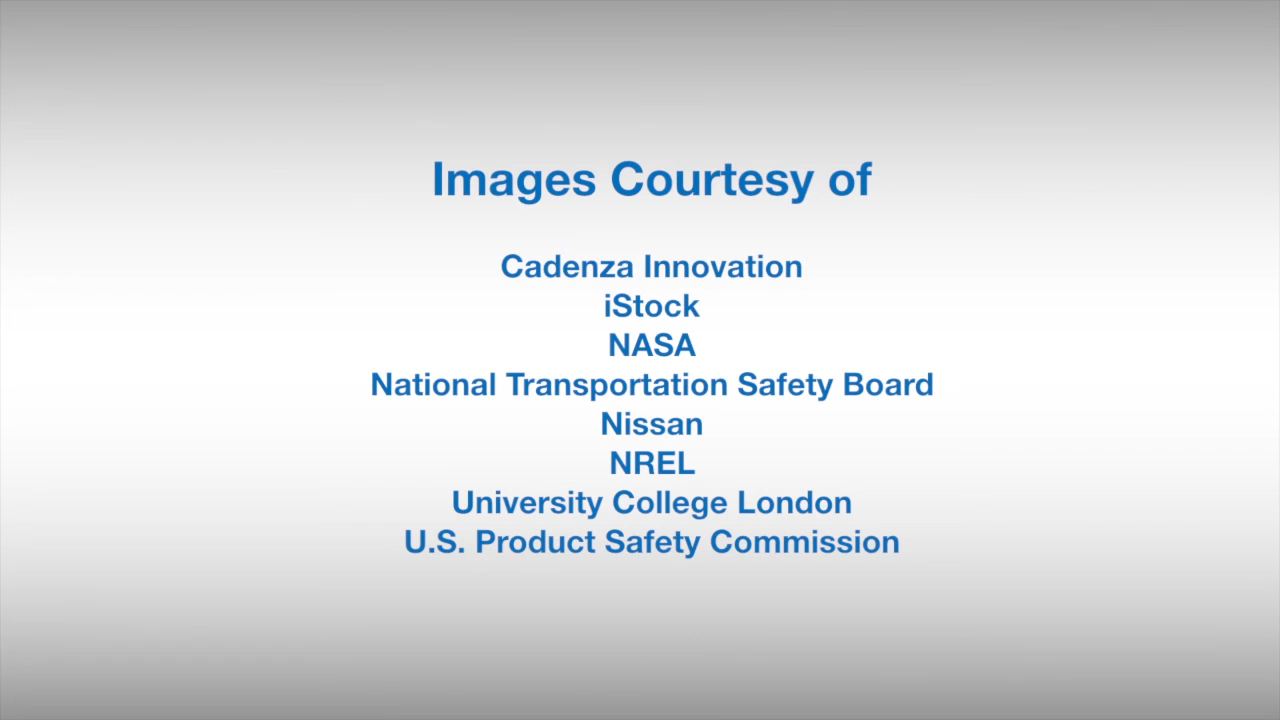 Images Courtesy of
Cadenza Innovation
iStock
NASA
National Transportation Safety Board
Nissan
NREL
University College London
U.S. Product Safety Commission